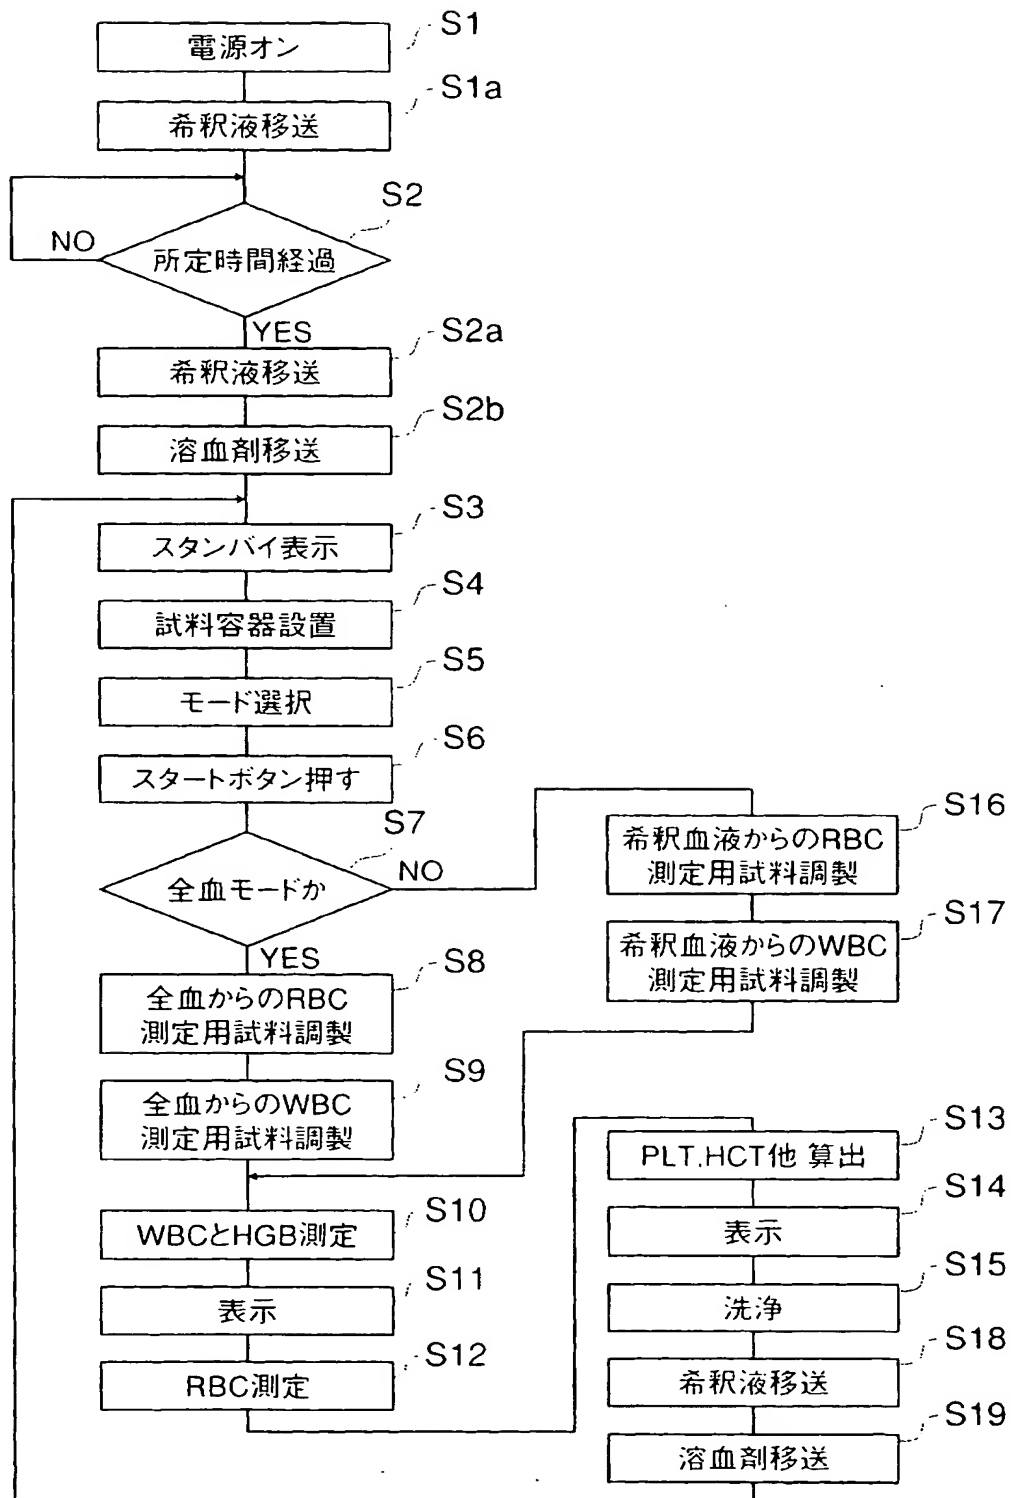 電源オン
S1
希釈液移送
S1a
所定時間経過
S2
NO
YES
希釈液移送
S2a
溶血剤移送
S2b
スタンバイ表示
S3
試料容器設置
S4
モード選択
S5
スタートボタン押す
S6
全血モードか
S7
NO
YES
全血からのRBC
測定用試料調製
S8
全血からのWBC
測定用試料調製
S9
希釈血液からのRBC
測定用試料調製
S16
希釈血液からのWBC
測定用試料調製
S17
WBCとHGB測定
S10
表示
S11
RBC測定
S12
PLT.HCT他 算出
S13
表示
S14
洗浄
S15
希釈液移送
S18
溶血剤移送
S19